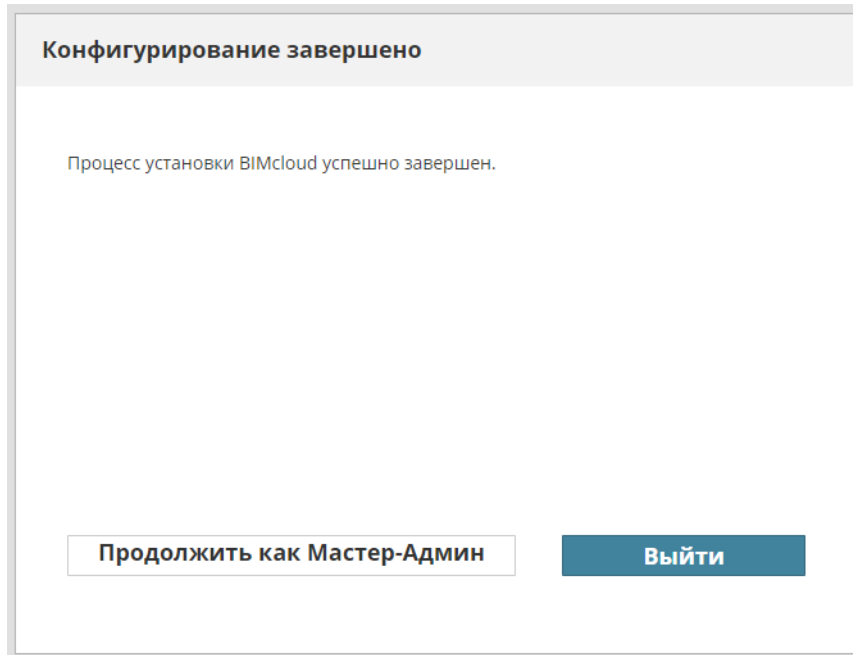 Конфигурирование завершено
Процесс установки BIMcloud успешно завершен.
Продолжить как Мастер-Админ
Выйти